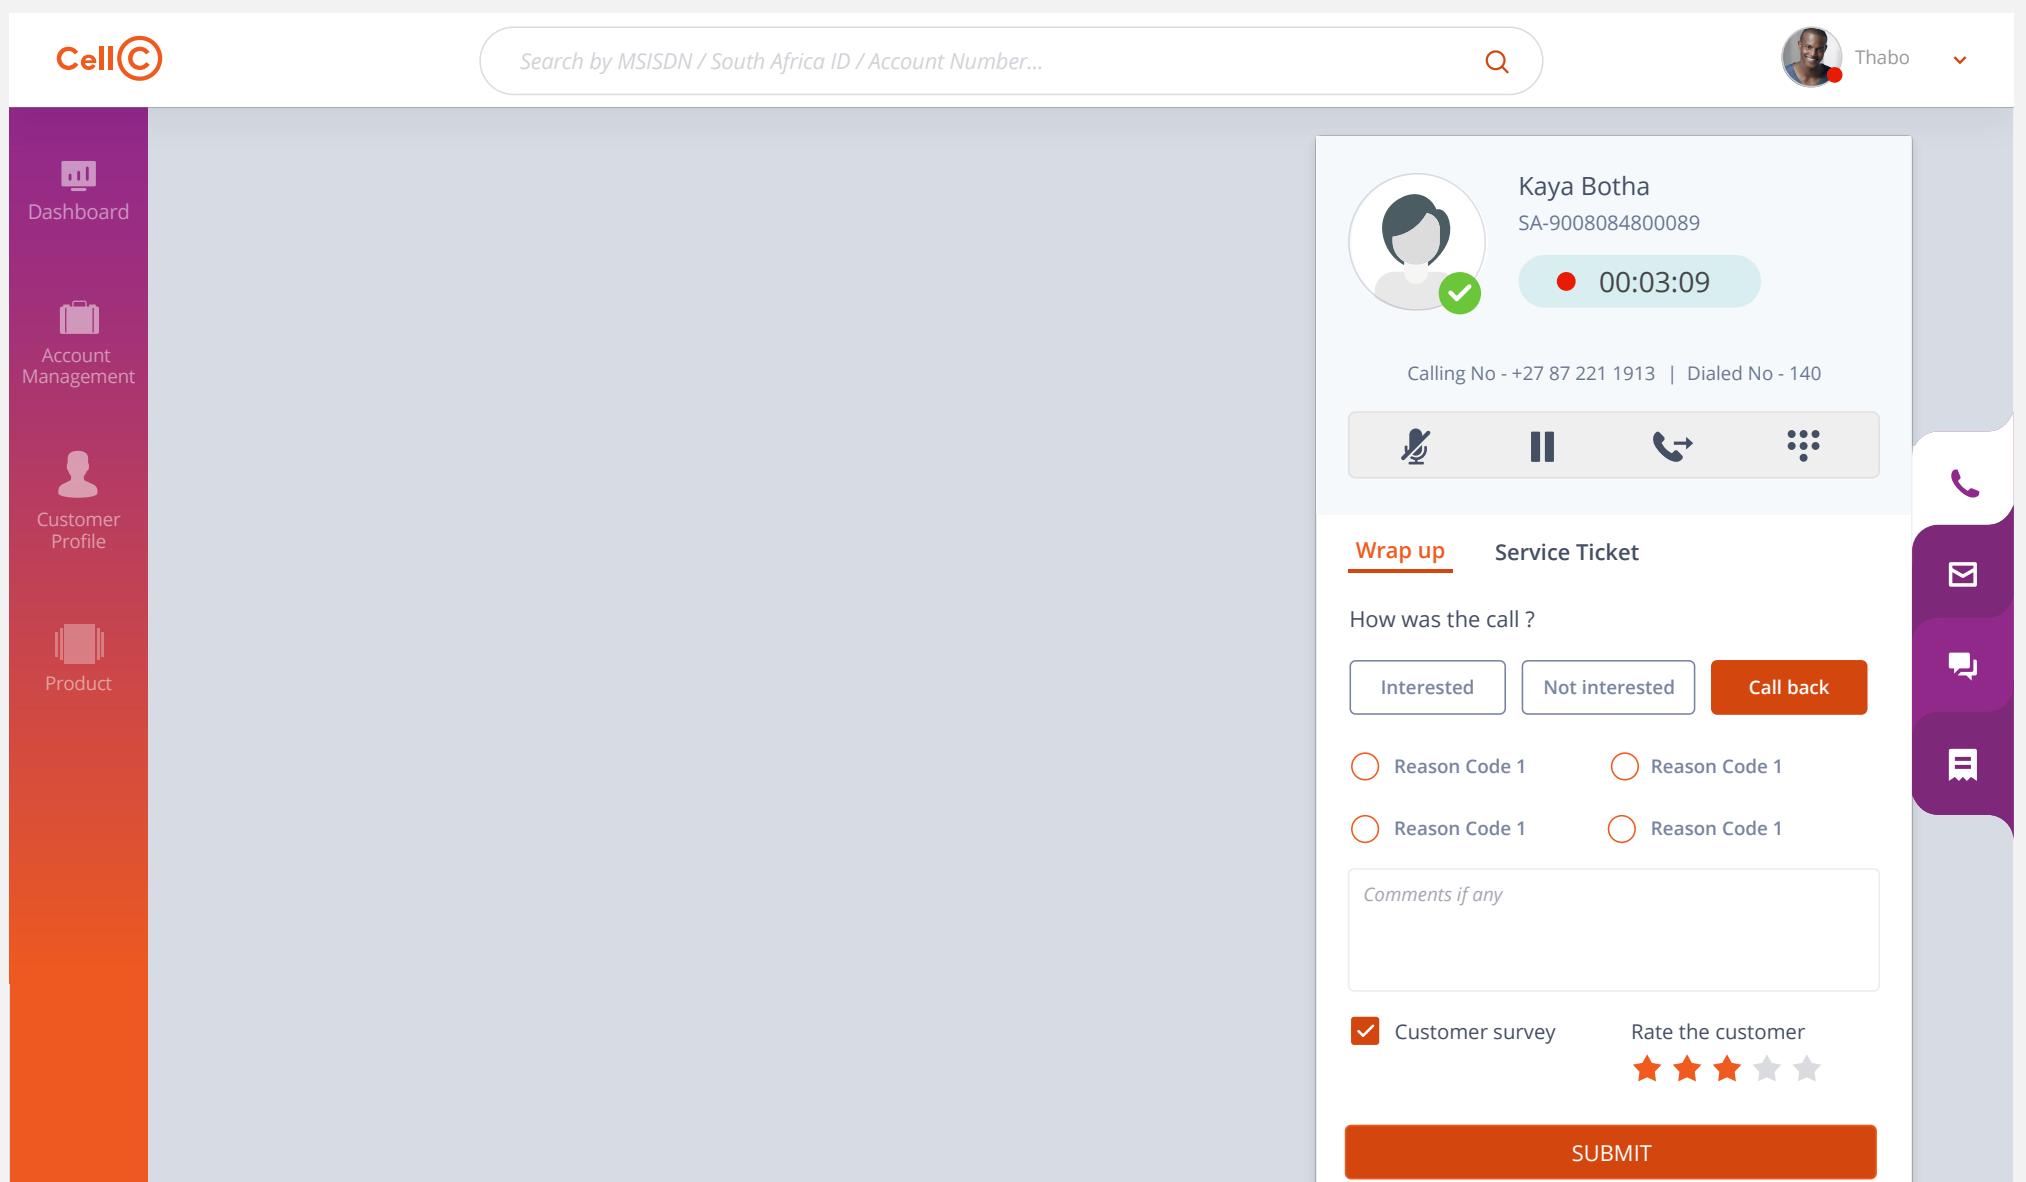 Cell C
Search by MSISDN / South Africa ID / Account Number...
Thabo
Dashboard
Account
Management
Customer
Profile
Product
Kaya Botha
SA-9008084800089
00:03:09
Calling No - +27 87 221 1913 | Dialed No - 140
Wrap up
Service Ticket
How was the call ?
Interested
Not interested
Call back
Reason Code 1
Reason Code 1
Reason Code 1
Reason Code 1
Comments if any
Customer survey
Rate the customer
SUBMIT